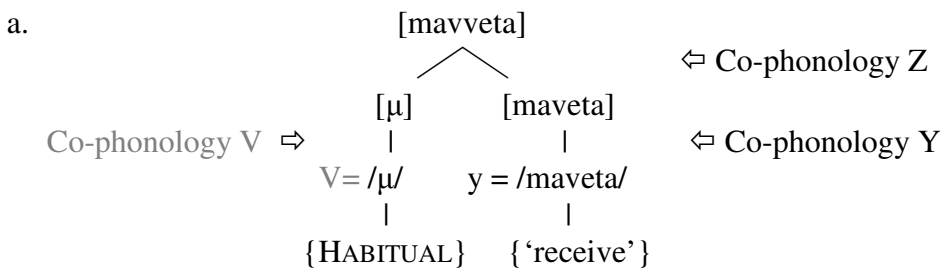 a. [mavveta]
⇦ Co-phonology Z
[μ] [maveta]
Co-phonology V ⇨ ⇦ Co-phonology Y
V= /μ/ y = /maveta/
{HABITUAL} {‘receive’}